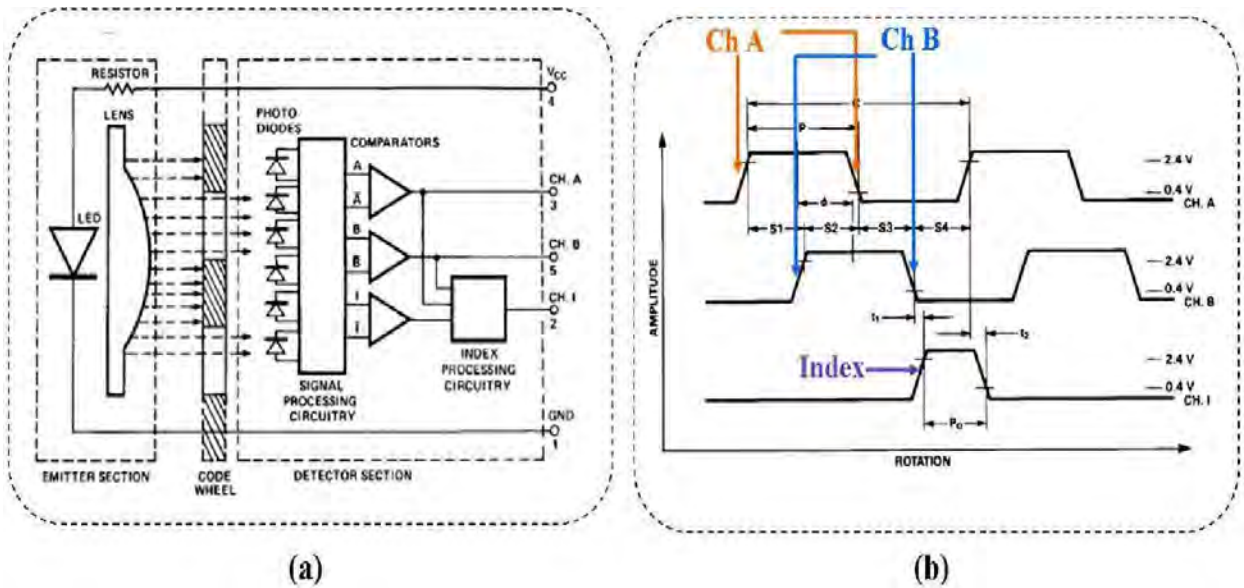 RESISTOR
VCC
4
LENS
PHOTO
DIODES
COMPARATORS
LED
A
A̅
B
B̅
I
I̅
CH. A
3
CH. B
5
CH. I
2
INDEX
PROCESSING
CIRCUITRY
SIGNAL
PROCESSING
CIRCUITRY
GND
1
EMITTER SECTION
CODE
WHEEL
DETECTOR SECTION
(a)
Ch A
Ch B
C
P
2.4 V
0.4 V
CH. A
ϕ
S1
S2
S3
S4
2.4 V
0.4 V
CH. B
t1
t2
Index
2.4 V
0.4 V
CH. I
Po
AMPLITUDE
ROTATION
(b)